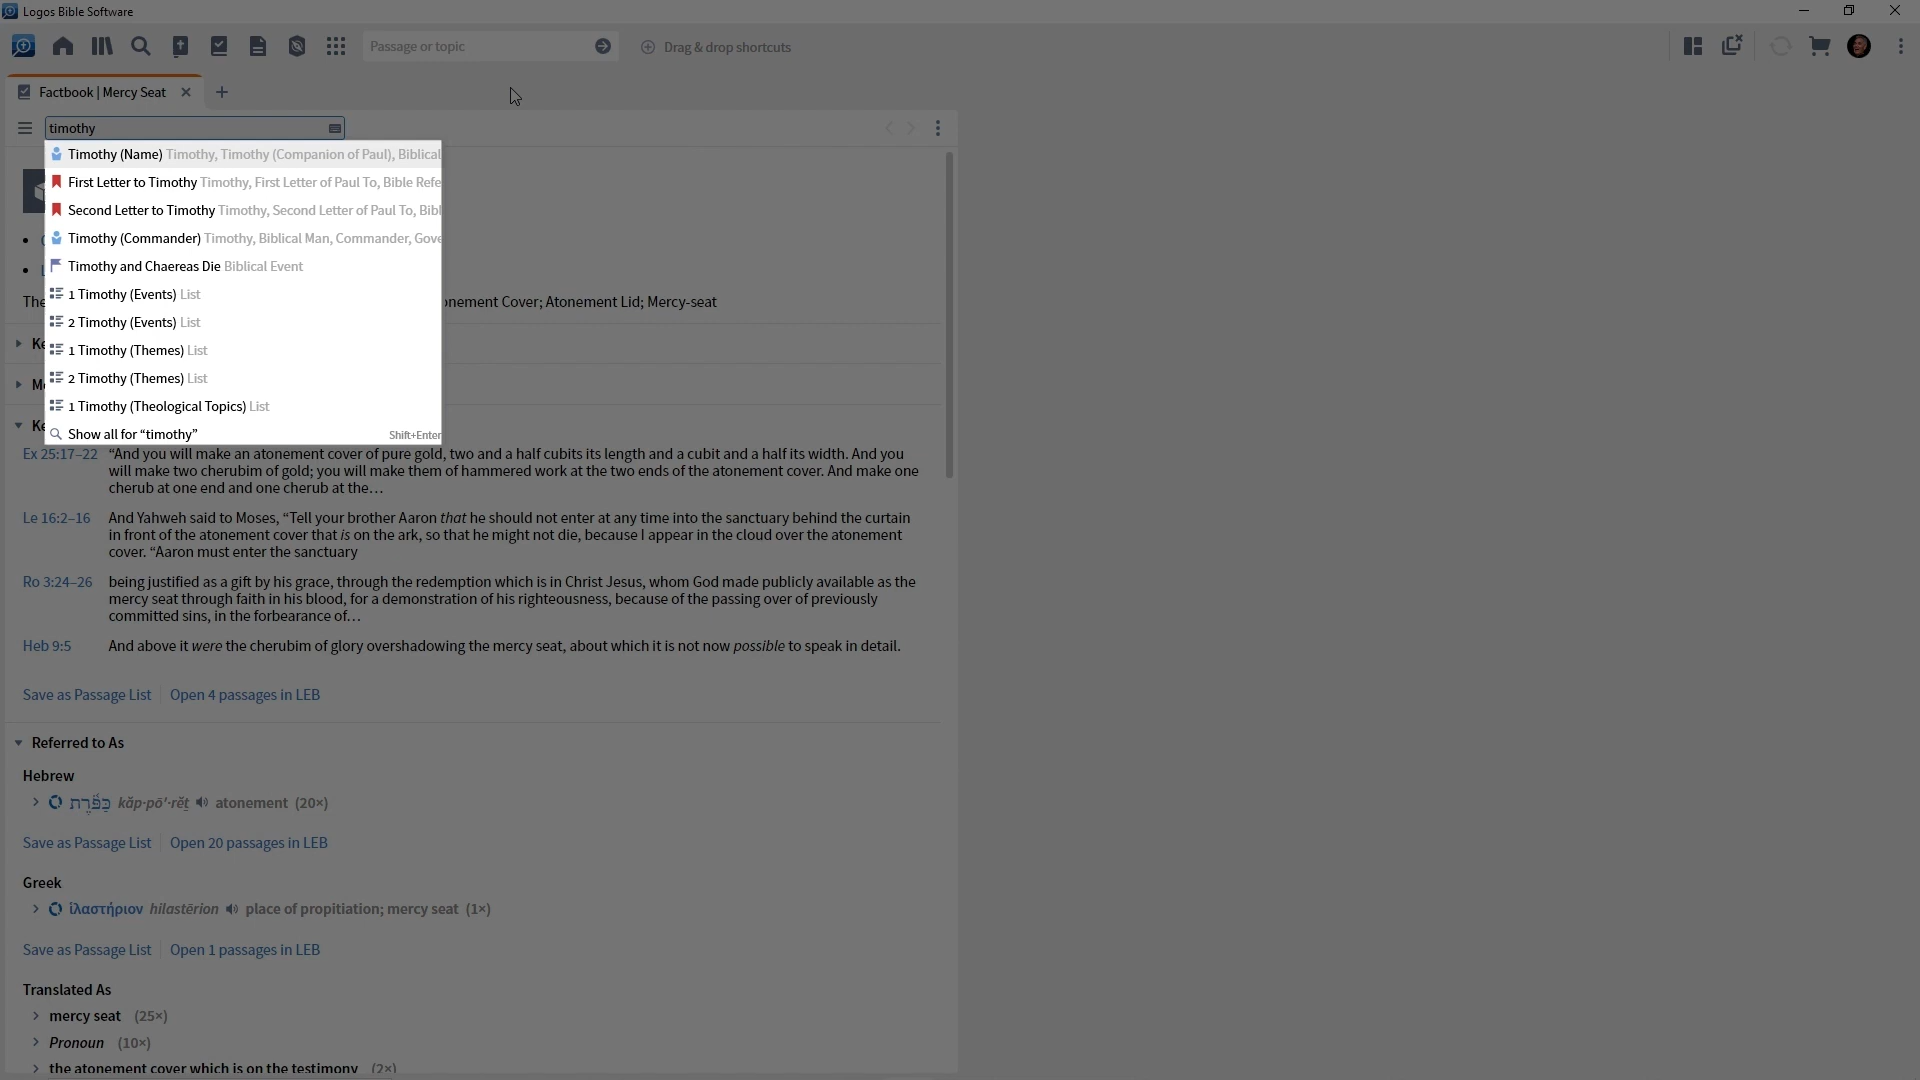 Logos Bible Software
Passage or topic
Drag & drop shortcuts
Factbook | Mercy Seat
timothy
Timothy (Name) Timothy, Timothy (Companion of Paul), Biblical
First Letter to Timothy Timothy, First Letter of Paul To, Bible Refe
Second Letter to Timothy Timothy, Second Letter of Paul To, Bibl
Timothy (Commander) Timothy, Biblical Man, Commander, Gove
Timothy and Chaereas Die Biblical Event
1 Timothy (Events) List
The onement Cover; Atonement Lid; Mercy-seat
2 Timothy (Events) List
Ke
1 Timothy (Themes) List
2 Timothy (Themes) List
1 Timothy (Theological Topics) List
Ke
Show all for “timothy” Shift+Enter
Ex 25:17–22 “And you will make an atonement cover of pure gold, two and a half cubits its length and a cubit and a half its width. And you
will make two cherubim of gold; you will make them of hammered work at the two ends of the atonement cover. And make one
cherub at one end and one cherub at the…
Le 16:2–16 And Yahweh said to Moses, “Tell your brother Aaron that he should not enter at any time into the sanctuary behind the curtain
in front of the atonement cover that is on the ark, so that he might not die, because I appear in the cloud over the atonement
cover. “Aaron must enter the sanctuary
Ro 3:24–26 being justified as a gift by his grace, through the redemption which is in Christ Jesus, whom God made publicly available as the
mercy seat through faith in his blood, for a demonstration of his righteousness, because of the passing over of previously
committed sins, in the forbearance of…
Heb 9:5 And above it were the cherubim of glory overshadowing the mercy seat, about which it is not now possible to speak in detail.
Save as Passage List Open 4 passages in LEB
Referred to As
Hebrew
כַּפֹּ֫רֶת kăp·pō′·rĕṯ atonement (20×)
Save as Passage List Open 20 passages in LEB
Greek
ἱλαστήριον hilastērion place of propitiation; mercy seat (1×)
Save as Passage List Open 1 passages in LEB
Translated As
mercy seat (25×)
Pronoun (10×)
the atonement cover which is on the testimony (2×)